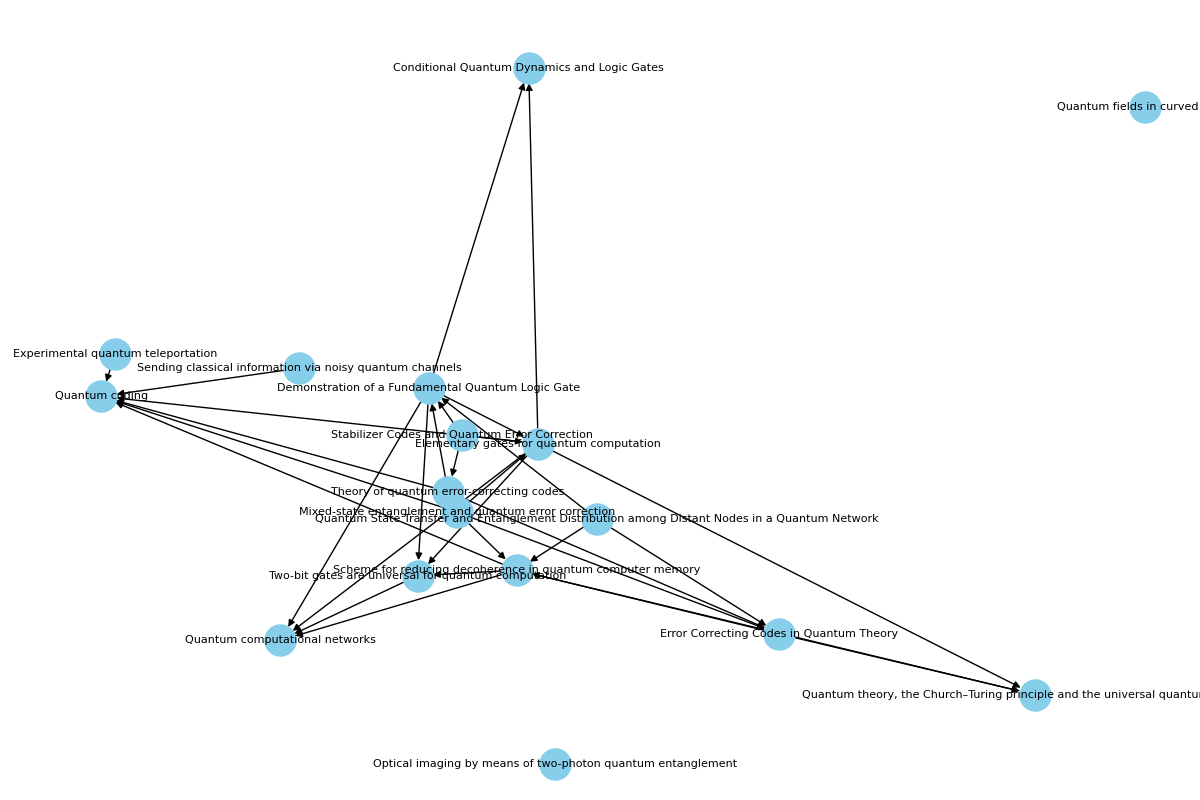 Conditional Quantum Dynamics and Logic Gates
Quantum fields in curved
Experimental quantum teleportation
Sending classical information via noisy quantum channels
Demonstration of a Fundamental Quantum Logic Gate
Quantum coding
Stabilizer Codes and Quantum Error Correction
Elementary gates for quantum computation
Theory of quantum error-correcting codes
Mixed-state entanglement and quantum error correction
Quantum State Transfer and Entanglement Distribution among Distant Nodes in a Quantum Network
Scheme for reducing decoherence in quantum computer memory
Two-bit gates are universal for quantum computation
Error Correcting Codes in Quantum Theory
Quantum computational networks
Quantum theory, the Church–Turing principle and the universal quantu
Optical imaging by means of two-photon quantum entanglement